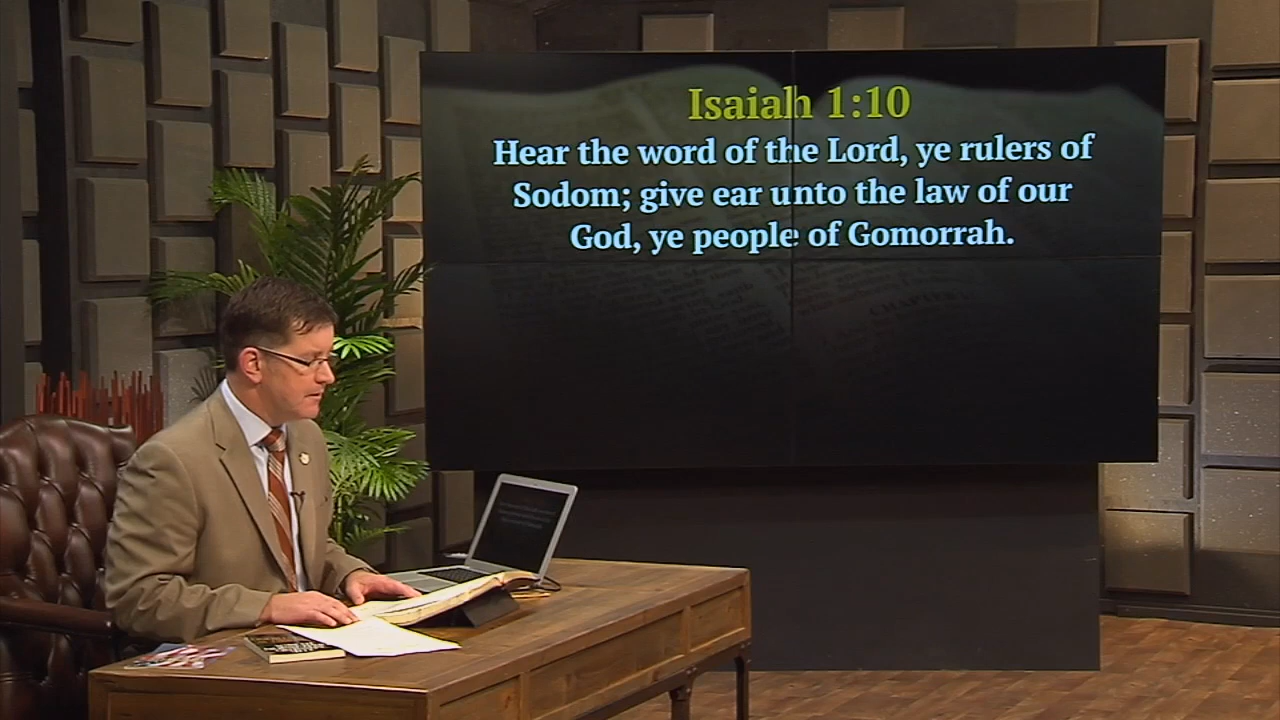 Isaiah 1:10
Hear the word of the Lord, ye rulers of
Sodom; give ear unto the law of our
God, ye people of Gomorrah.